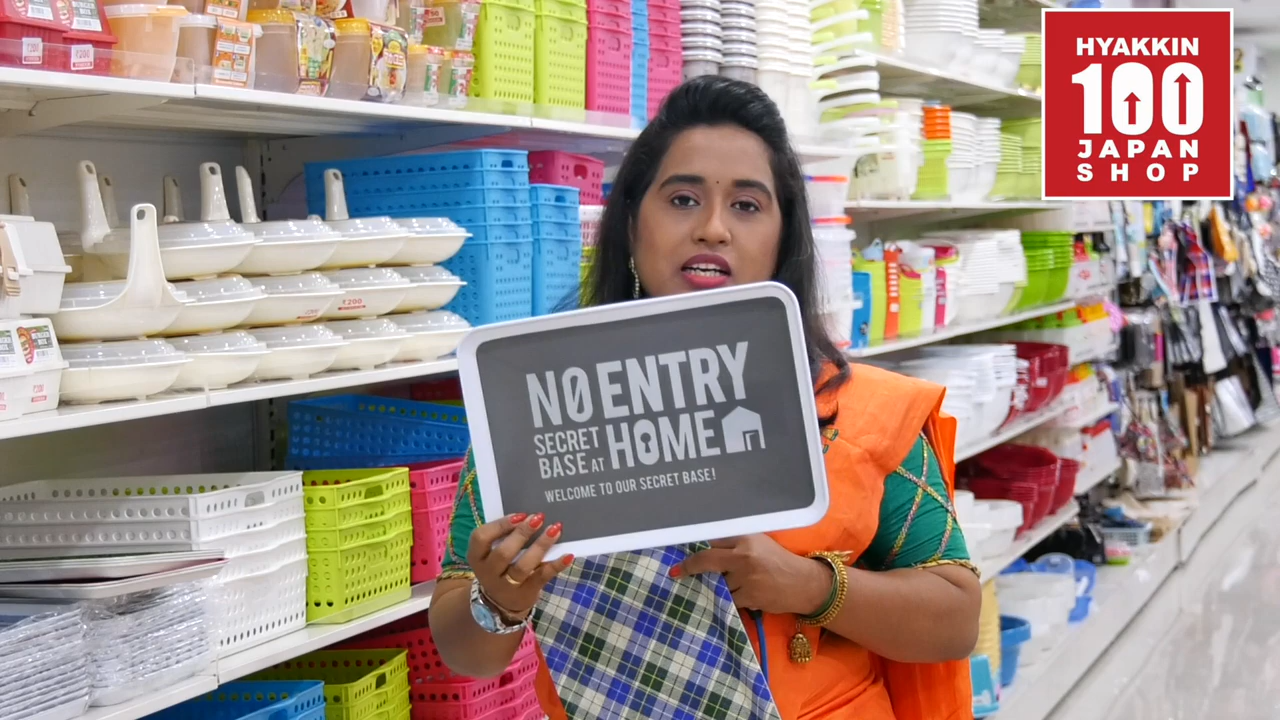 HYAKKIN
100
JAPAN
SHOP
NO ENTRY
SECRET
BASE AT
HOME
WELCOME TO OUR SECRET BASE!
₹200